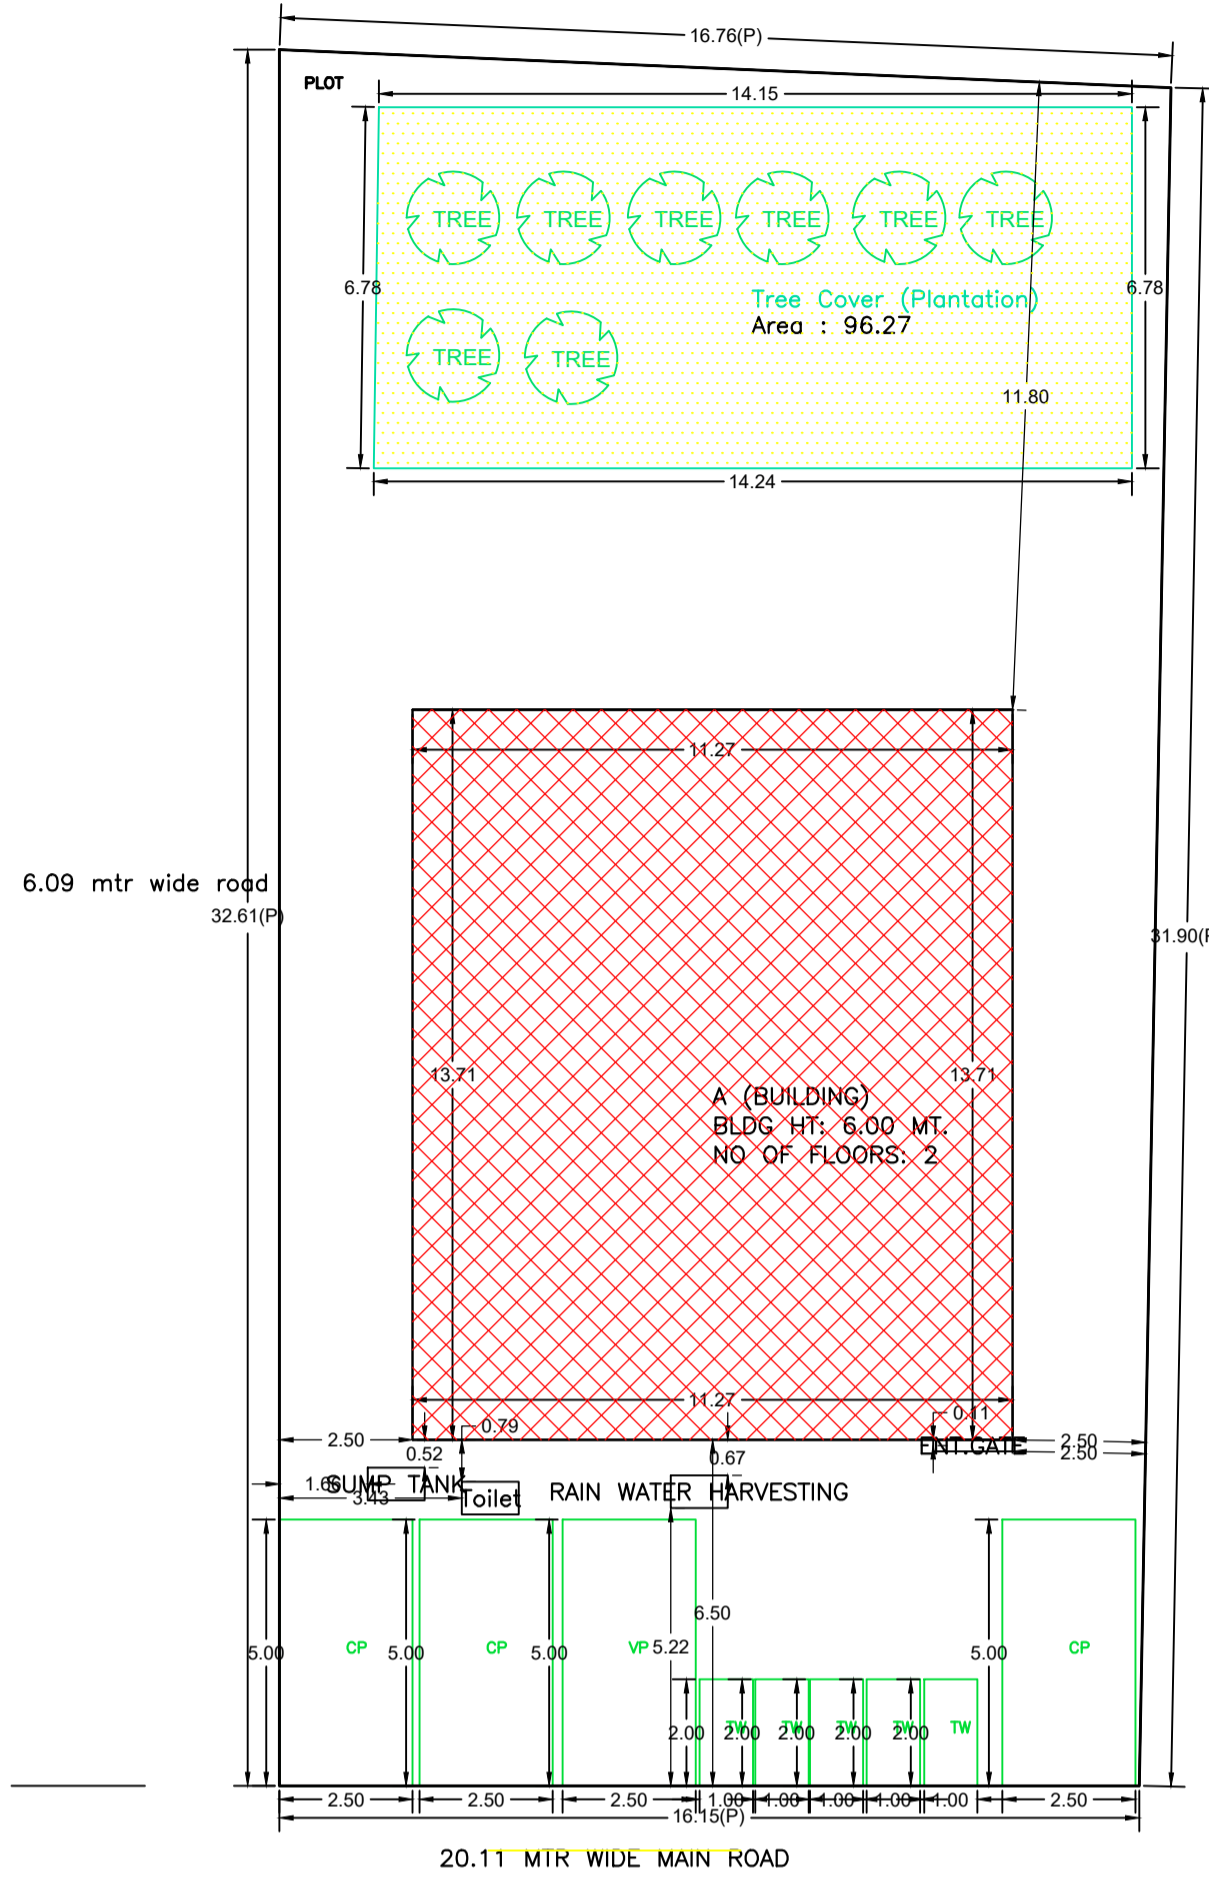 16.76(P)
PLOT
14.15
TREE TREE TREE TREE TREE TREE
6.78
6.78
Tree Cover (Plantation)
Area : 96.27
TREE TREE
11.80
14.24
11.27
6.09 mtr wide road
32.61(P)
31.90(P
13.71
13.71
A (BUILDING)
BLDG HT: 6.00 MT.
NO OF FLOORS: 2
11.27
0.11
0.79
2.50
2.50
ENT.GATE
2.50
0.52
0.67
SUMP TANK
3.43
Toilet
RAIN WATER HARVESTING
6.50
CP
CP
VP
5.22
CP
5.00
5.00
5.00
5.00
TW
TW
TW
TW
TW
2.00
2.00
2.00
2.00
2.00
2.50
2.50
2.50
1.00
1.00
1.00
1.00
1.00
2.50
16.15(P)
20.11 MTR WIDE MAIN ROAD